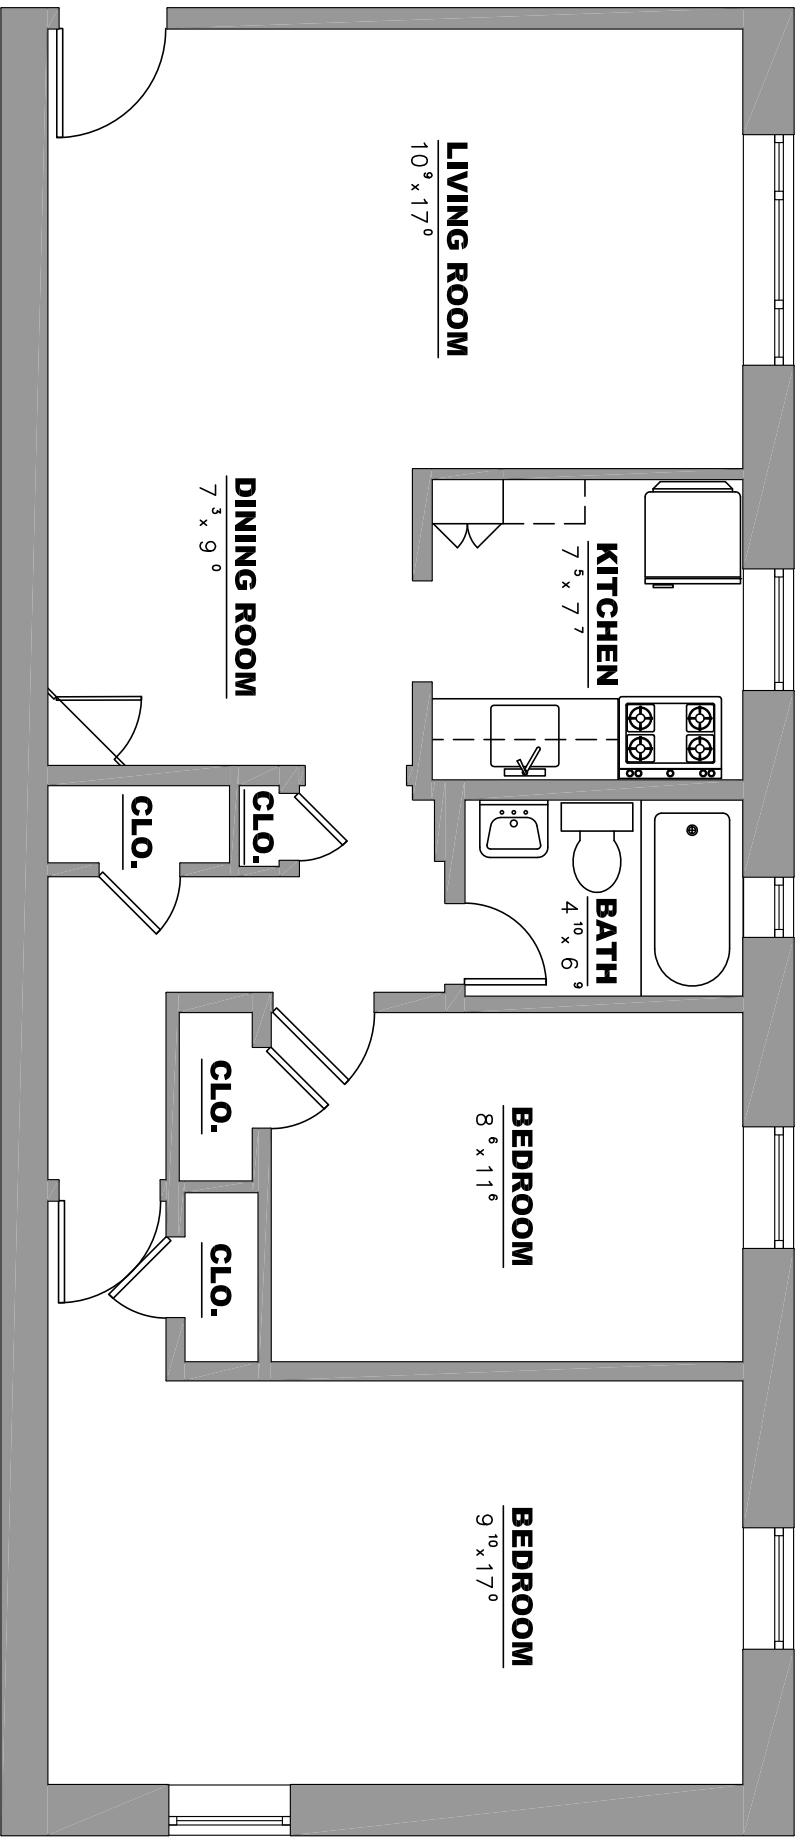 LIVING ROOM
10⁹ x 17⁰
DINING ROOM
7³ x 9⁰
KITCHEN
7⁵ x 7⁷
CLO.
CLO.
BATH
4¹⁰ x 6⁹
CLO.
BEDROOM
8⁶ x 11⁶
CLO.
BEDROOM
9¹⁰ x 17⁰